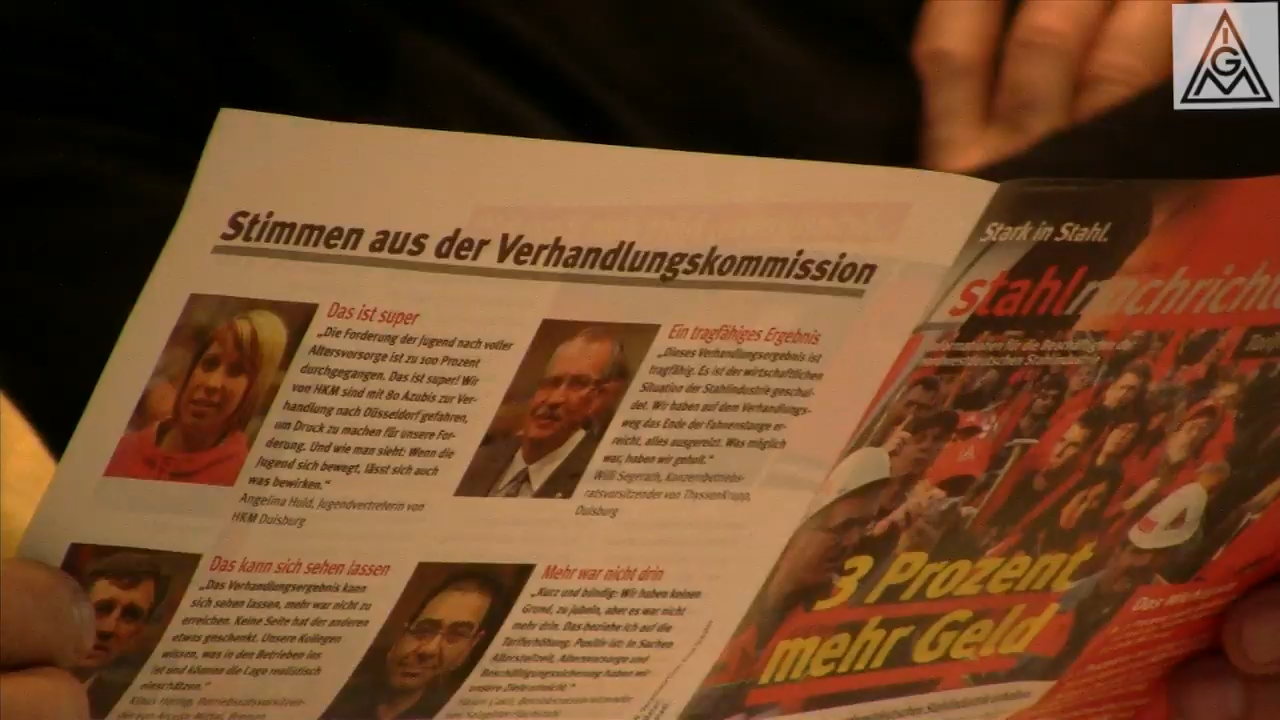 IGM
Stimmen aus der Verhandlungskommission
Das ist super
„Die Forderung der Jugend nach voller
Altersvorsorge ist zu 100 Prozent
durchgegangen. Das ist super! Wir
von HKM sind mit 80 Azubis zur Ver-
handlung nach Düsseldorf gefahren,
um Druck zu machen für unsere For-
derung. Und wie man sieht: Wenn die
Jugend sich bewegt, lässt sich auch
was bewirken.“
Angelina Huld, Jugendvertreterin von
HKM Duisburg
Ein tragfähiges Ergebnis
„Dieses Verhandlungsergebnis ist
tragfähig. Es ist der wirtschaftlichen
Situation der Stahlindustrie geschul-
det. Wir haben auf dem Verhandlungs-
weg das Ende der Fahnenstange er-
reicht, alles ausgereizt. Was möglich
war, haben wir geholt.“
Willi Segerath, Konzernbetriebs-
ratsvorsitzender von ThyssenKrupp,
Duisburg
Das kann sich sehen lassen
„Das Verhandlungsergebnis kann
sich sehen lassen, mehr war nicht zu
erreichen. Keine Seite hat der anderen
etwas geschenkt. Unsere Kollegen
wissen, was in den Betrieben los
ist und können die Lage realistisch
einschätzen.“
Mehr war nicht drin
„Kurz und bündig: Wir haben keinen
Grund, zu jubeln, aber es war nicht
mehr drin. Das beziehe ich auf die
Tariferhöhung. Positiv ist: In Sachen
Altersteilzeit, Altersvorsorge und
Beschäftigungssicherung haben wir
unsere Ziele erreicht“
Stark in Stahl.
stahlnachricht
3 Prozent
mehr Geld